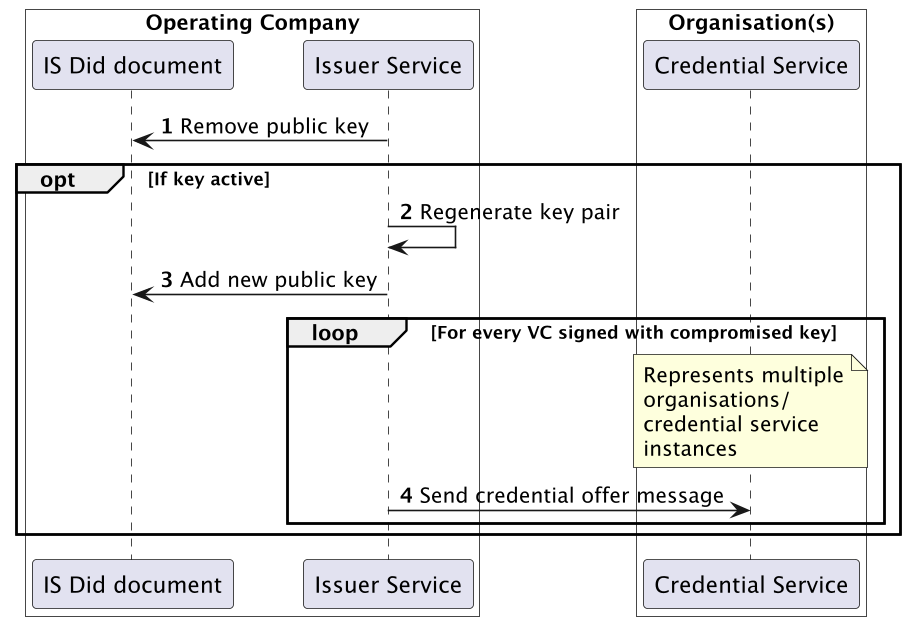 Operating Company
Organisation(s)
IS Did document
Issuer Service
Credential Service
1 Remove public key
opt
[If key active]
2 Regenerate key pair
3 Add new public key
loop
[For every VC signed with compromised key]
Represents multiple
organisations/
credential service
instances
4 Send credential offer message
IS Did document
Issuer Service
Credential Service